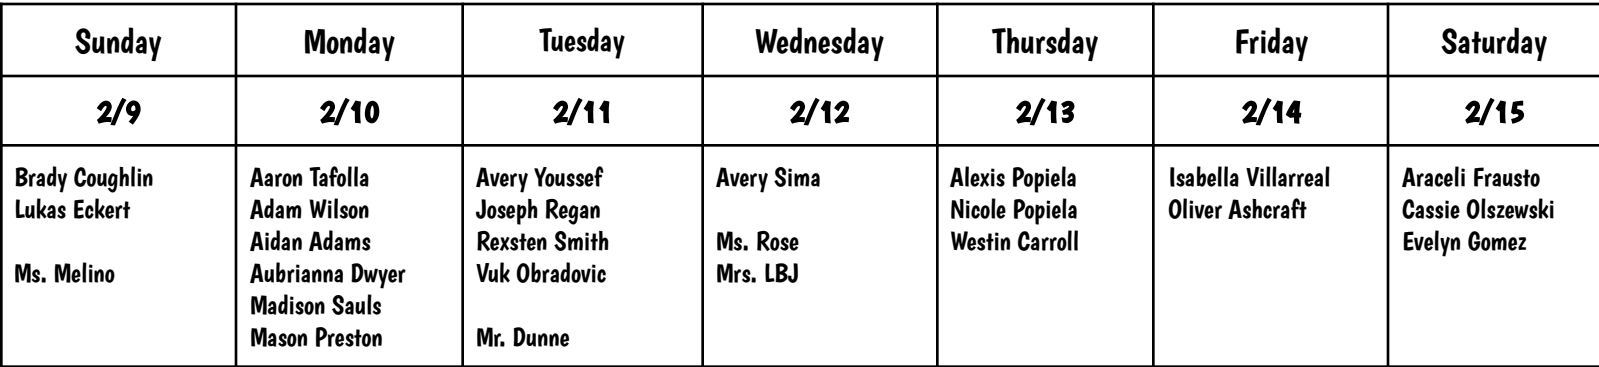 Sunday
Monday
Tuesday
Wednesday
Thursday
Friday
Saturday
2/9
2/10
2/11
2/12
2/13
2/14
2/15
Brady Coughlin
Lukas Eckert
Ms. Melino
Aaron Tafolla
Adam Wilson
Aidan Adams
Aubrianna Dwyer
Madison Sauls
Mason Preston
Avery Youssef
Joseph Regan
Rexsten Smith
Vuk Obradovic
Mr. Dunne
Avery Sima
Ms. Rose
Mrs. LBJ
Alexis Popiela
Nicole Popiela
Westin Carroll
Isabella Villarreal
Oliver Ashcraft
Araceli Frausto
Cassie Olszewski
Evelyn Gomez